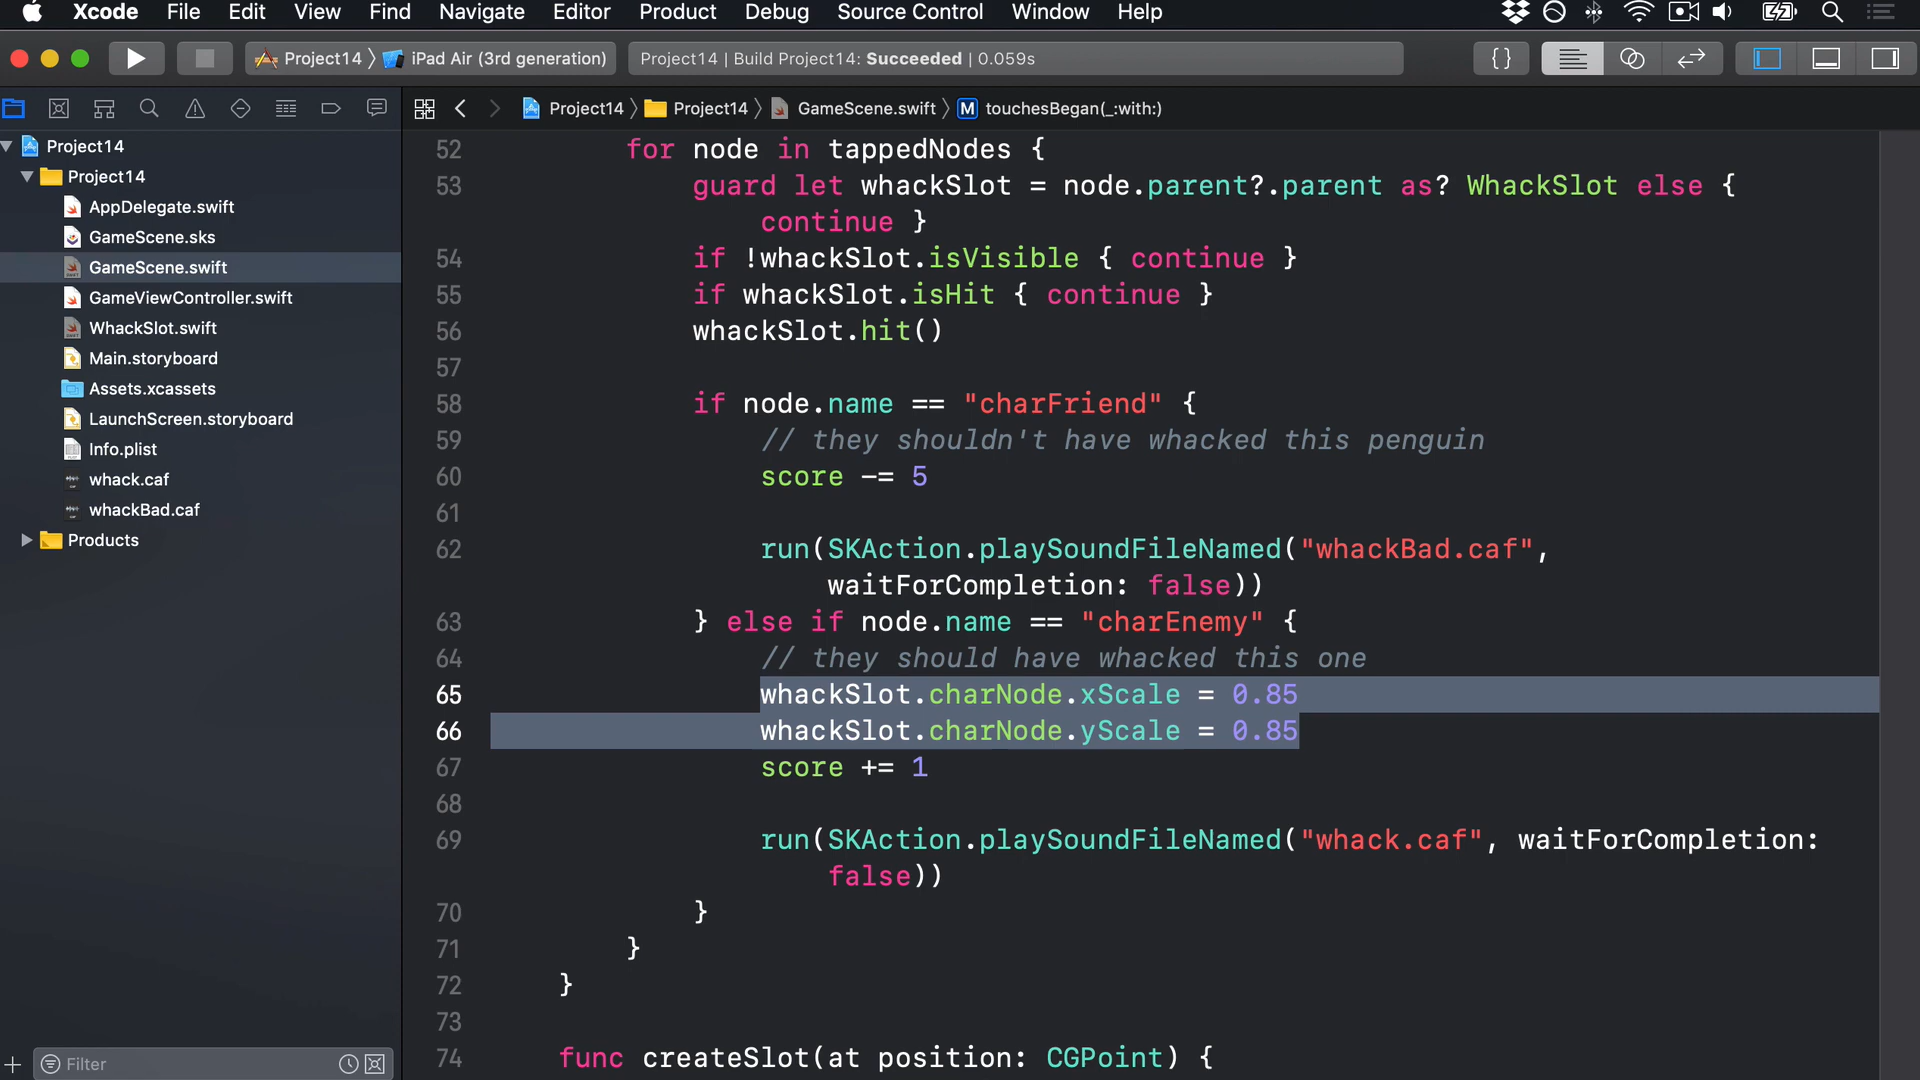 Xcode File Edit View Find Navigate Editor Product Debug Source Control Window Help
Project14 iPad Air (3rd generation) Project14 | Build Project14: Succeeded | 0.059s {}
Project14 Project14 GameScene.swift M touchesBegan(_:with:)
Project14
Project14
AppDelegate.swift
GameScene.sks
GameScene.swift
GameViewController.swift
WhackSlot.swift
Main.storyboard
Assets.xcassets
LaunchScreen.storyboard
Info.plist
whack.caf
whackBad.caf
Products
Filter
52 for node in tappedNodes {
53 guard let whackSlot = node.parent?.parent as? WhackSlot else {
continue }
54 if !whackSlot.isVisible { continue }
55 if whackSlot.isHit { continue }
56 whackSlot.hit()
57
58 if node.name == "charFriend" {
59 // they shouldn't have whacked this penguin
60 score -= 5
61
62 run(SKAction.playSoundFileNamed("whackBad.caf",
waitForCompletion: false))
63 } else if node.name == "charEnemy" {
64 // they should have whacked this one
65 whackSlot.charNode.xScale = 0.85
66 whackSlot.charNode.yScale = 0.85
67 score += 1
68
69 run(SKAction.playSoundFileNamed("whack.caf", waitForCompletion:
false))
70 }
71 }
72 }
73
74 func createSlot(at position: CGPoint) {